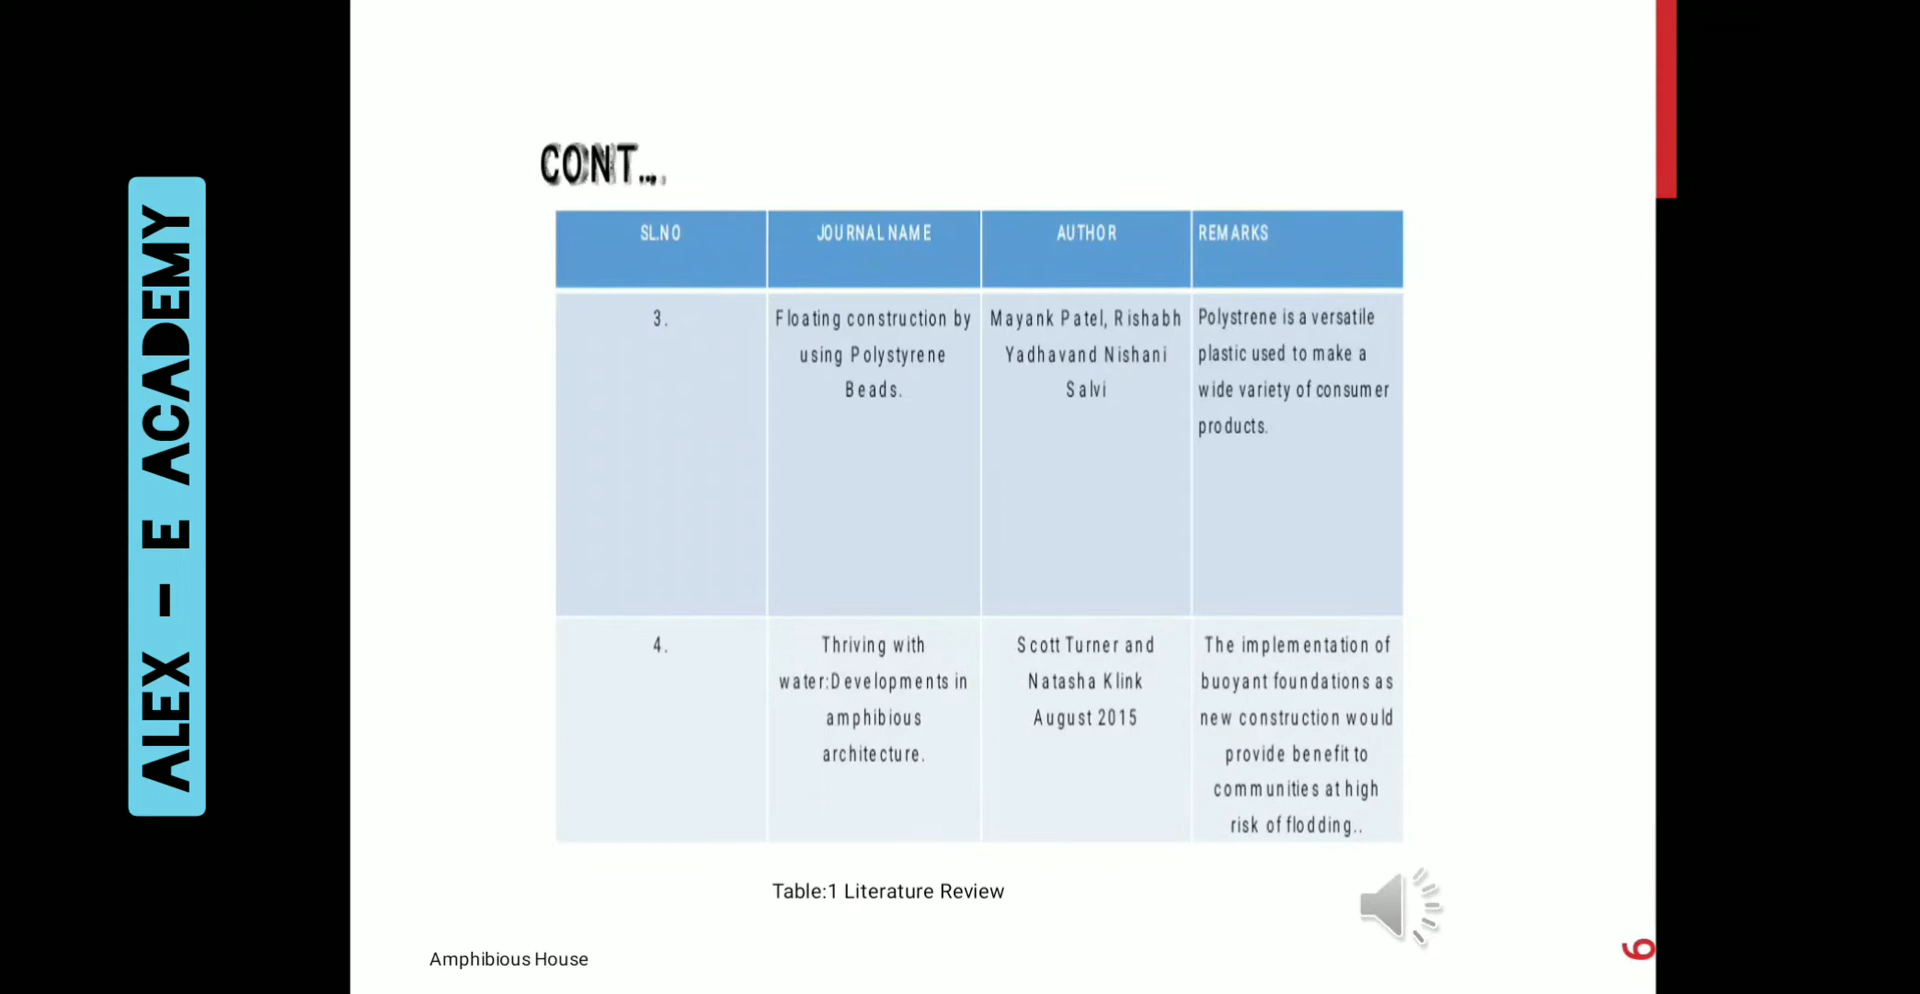 ALEX - E ACADEMY
CONT....
SL.NO
JOURNAL NAME
AUTHOR
REMARKS
3.
Floating construction by
using Polystyrene
Beads.
Mayank Patel, Rishabh
Yadhavand Nishani
Salvi
Polystrene is a versatile
plastic used to make a
wide variety of consumer
products.
4.
Thriving with
water:Developments in
amphibious
architecture.
Scott Turner and
Natasha Klink
August 2015
The implementation of
buoyant foundations as
new construction would
provide benefit to
communities at high
risk of flodding..
Table:1 Literature Review
Amphibious House
9